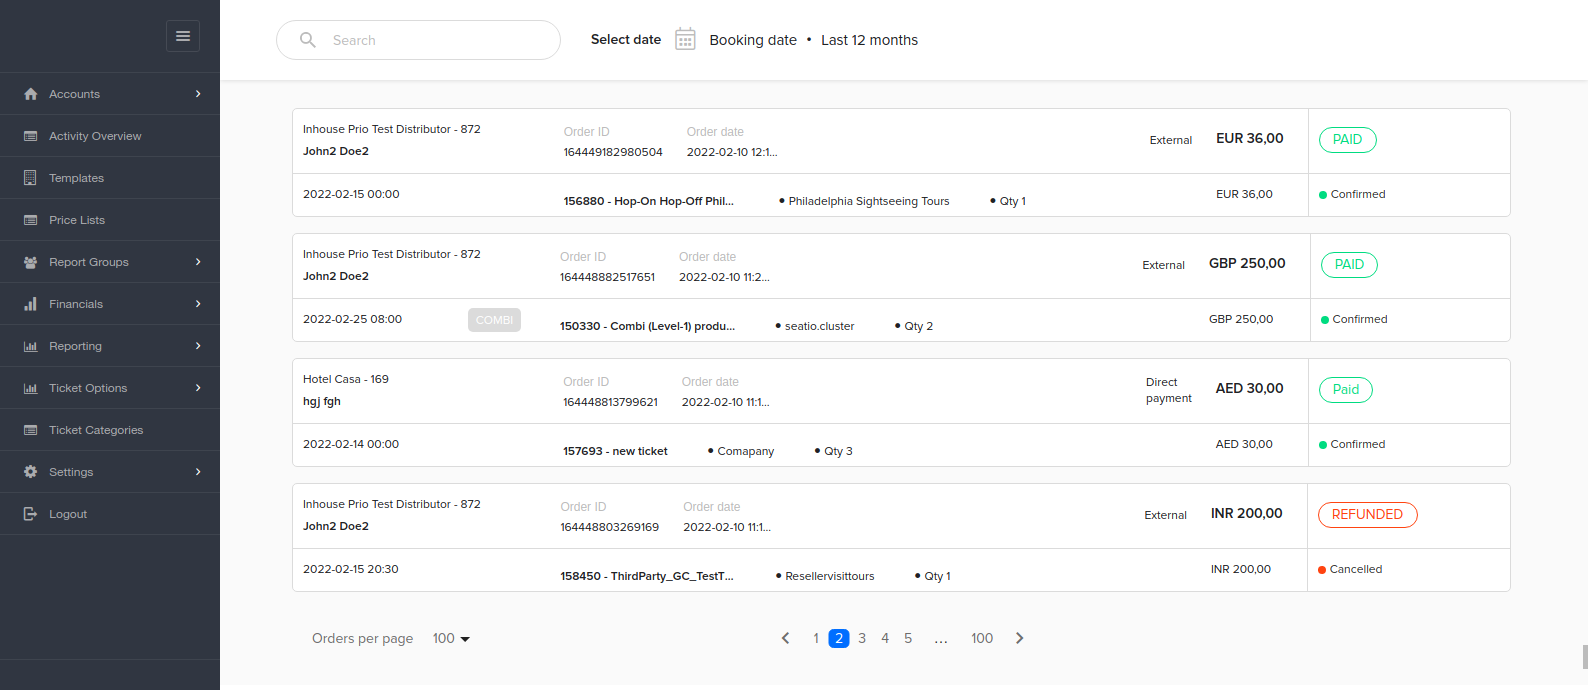 Search
Select date
Booking date • Last 12 months
Accounts
Activity Overview
Templates
Price Lists
Report Groups
Financials
Reporting
Ticket Options
Ticket Categories
Settings
Logout
Inhouse Prio Test Distributor - 872
John2 Doe2
Order ID
164449182980504
Order date
2022-02-10 12:1...
External
EUR 36,00
PAID
2022-02-15 00:00
156880 - Hop-On Hop-Off Phil...
• Philadelphia Sightseeing Tours
• Qty 1
EUR 36,00
Confirmed
Inhouse Prio Test Distributor - 872
John2 Doe2
Order ID
164448882517651
Order date
2022-02-10 11:2...
External
GBP 250,00
PAID
2022-02-25 08:00
COMBI
150330 - Combi (Level-1) produ...
• seatio.cluster
• Qty 2
GBP 250,00
Confirmed
Hotel Casa - 169
hgj fgh
Order ID
164448813799621
Order date
2022-02-10 11:1...
Direct
payment
AED 30,00
Paid
2022-02-14 00:00
157693 - new ticket
• Comapany
• Qty 3
AED 30,00
Confirmed
Inhouse Prio Test Distributor - 872
John2 Doe2
Order ID
164448803269169
Order date
2022-02-10 11:1...
External
INR 200,00
REFUNDED
2022-02-15 20:30
158450 - ThirdParty_GC_TestT...
• Resellervisittours
• Qty 1
INR 200,00
Cancelled
Orders per page 100
1 2 3 4 5 ... 100